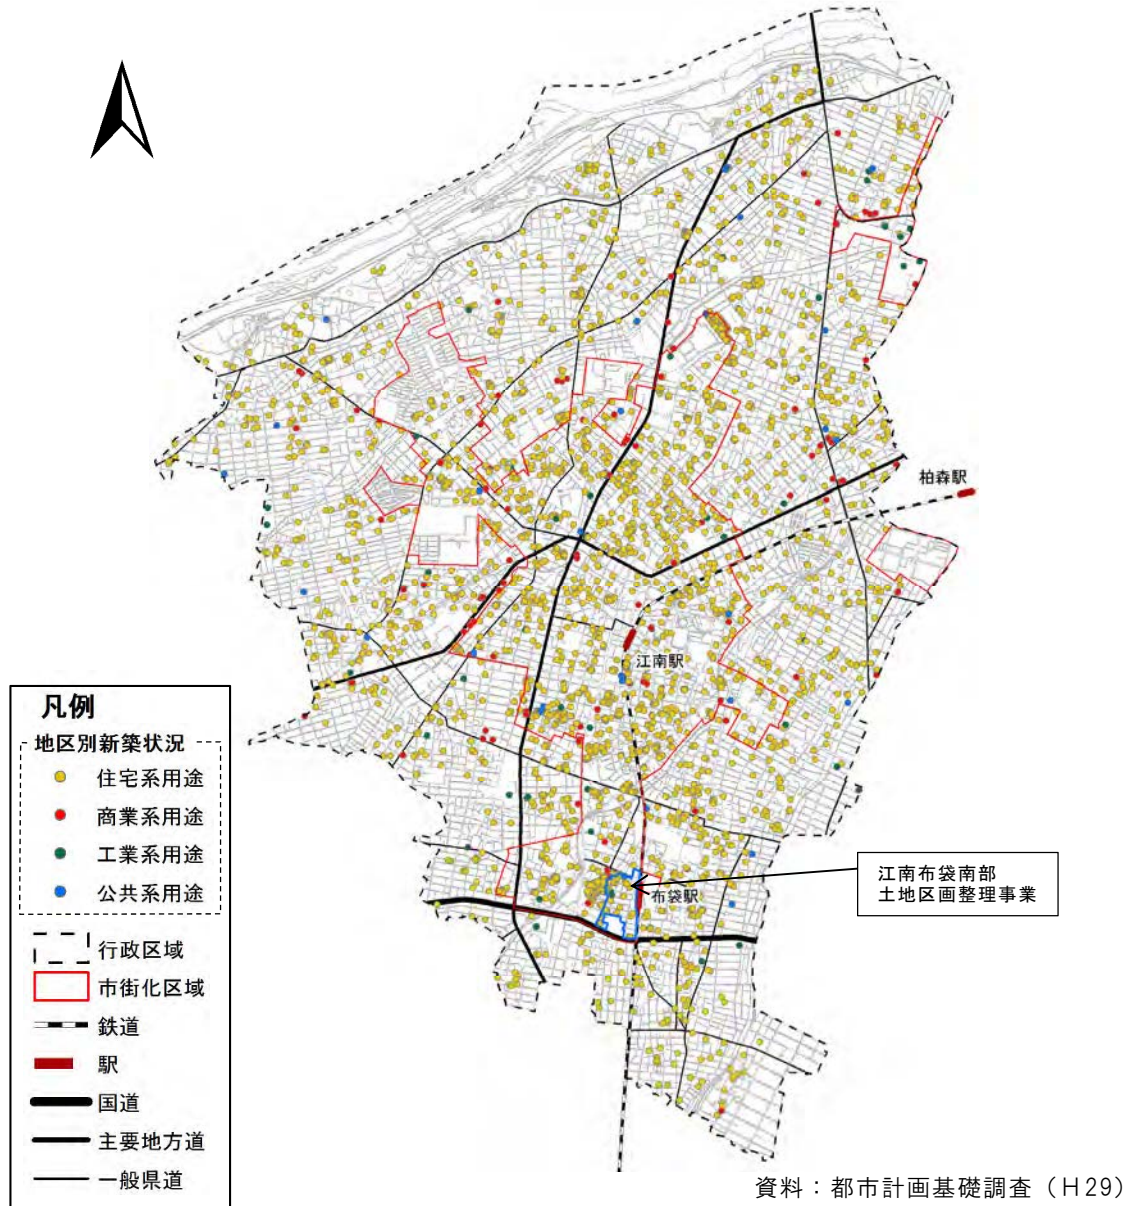 柏森駅
江南駅
布袋駅
江南布袋南部
土地区画整理事業
凡例
地区別新築状況
住宅系用途
商業系用途
工業系用途
公共系用途
行政区域
市街化区域
鉄道
駅
国道
主要地方道
一般県道
資料：都市計画基礎調査（H29）